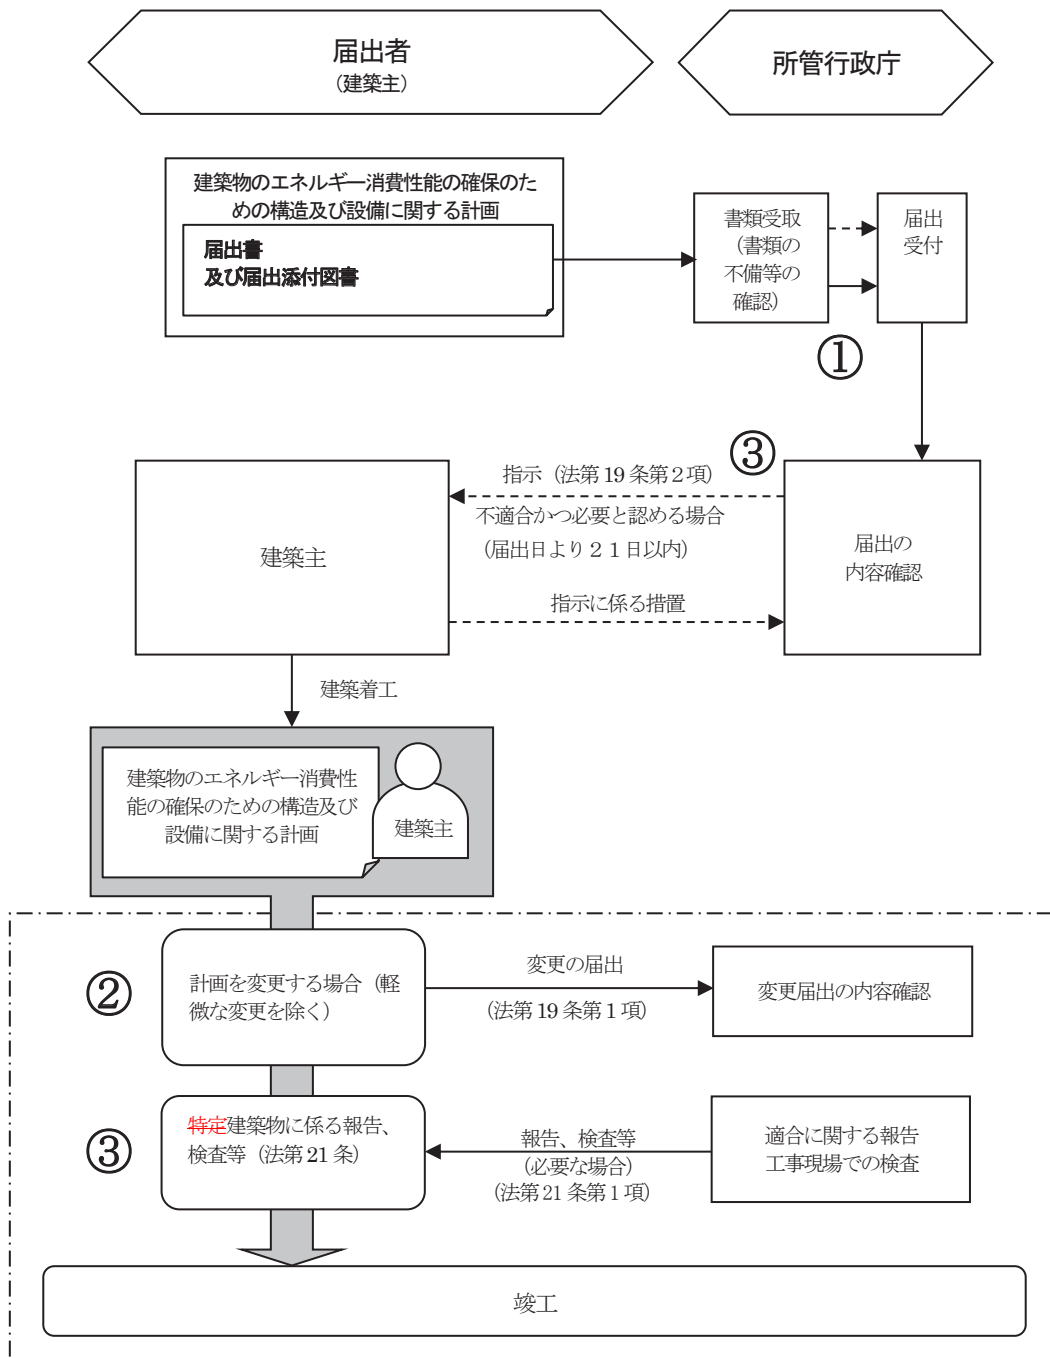 届出者
（建築主）
所管行政庁
建築物のエネルギー消費性能の確保のた
めの構造及び設備に関する計画
届出書
及び届出添付図書
書類受取
（書類の
不備等の
確認）
届出
受付
①
③
指示（法第19条第２項）
不適合かつ必要と認める場合
（届出日より２１日以内）
建築主
届出の
内容確認
指示に係る措置
建築着工
建築物のエネルギー消費性
能の確保のための構造及び
設備に関する計画
建築主
②
計画を変更する場合（軽
微な変更を除く）
変更の届出
（法第19条第１項）
変更届出の内容確認
③
特定建築物に係る報告、
検査等（法第21条）
報告、検査等
（必要な場合）
（法第21条第１項）
適合に関する報告
工事現場での検査
竣工